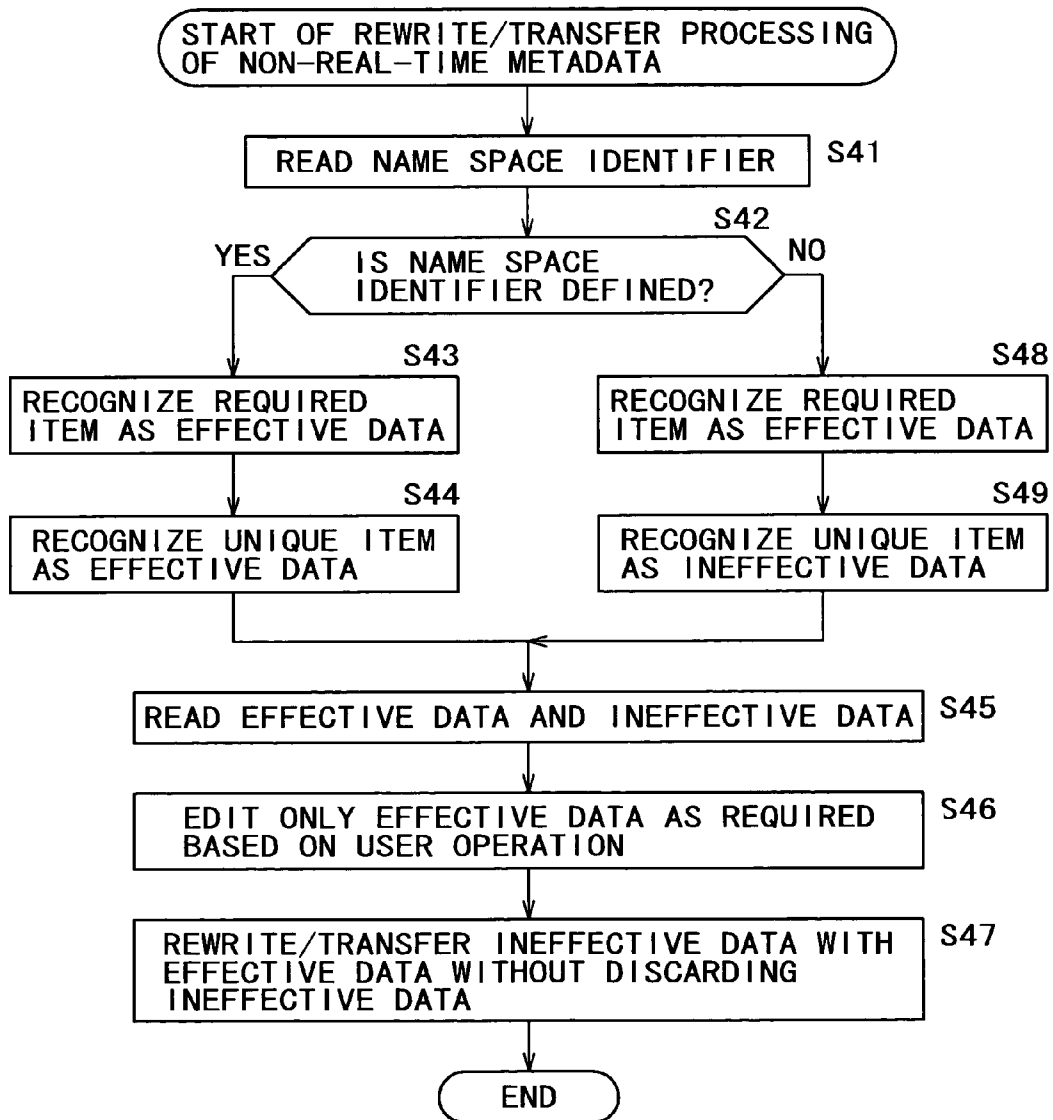 START OF REWRITE/TRANSFER PROCESSING
OF NON-REAL-TIME METADATA
READ NAME SPACE IDENTIFIER
S41
S42
YES
IS NAME SPACE
IDENTIFIER DEFINED?
NO
S43
RECOGNIZE REQUIRED
ITEM AS EFFECTIVE DATA
S44
RECOGNIZE UNIQUE ITEM
AS EFFECTIVE DATA
S48
RECOGNIZE REQUIRED
ITEM AS EFFECTIVE DATA
S49
RECOGNIZE UNIQUE ITEM
AS INEFFECTIVE DATA
READ EFFECTIVE DATA AND INEFFECTIVE DATA
S45
EDIT ONLY EFFECTIVE DATA AS REQUIRED
BASED ON USER OPERATION
S46
REWRITE/TRANSFER INEFFECTIVE DATA WITH
EFFECTIVE DATA WITHOUT DISCARDING
INEFFECTIVE DATA
S47
END